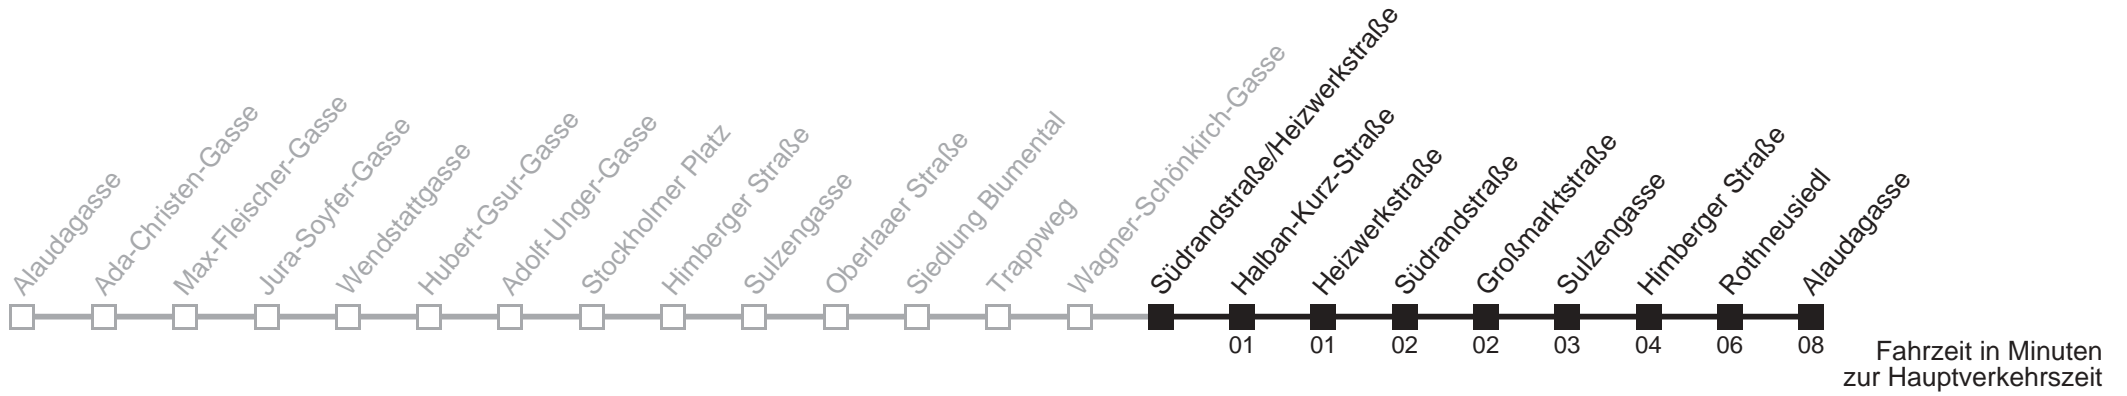 Alaudagasse
Ada-Christen-Gasse
Max-Fleischer-Gasse
Jura-Soyfer-Gasse
Wendstattgasse
Hubert-Gsur-Gasse
Adolf-Unger-Gasse
Stockholmer Platz
Himberger Straße
Sulzengasse
Oberlaaer Straße
Siedlung Blumental
Trappweg
Wagner-Schönkirch-Gasse
Südrandstraße/Heizwerkstraße
Halban-Kurz-Straße
Heizwerkstraße
Südrandstraße
Großmarktstraße
Sulzengasse
Himberger Straße
Rothneusiedl
Alaudagasse
01 01 02 02 03 04 06 08
Fahrzeit in Minuten
zur Hauptverkehrszeit